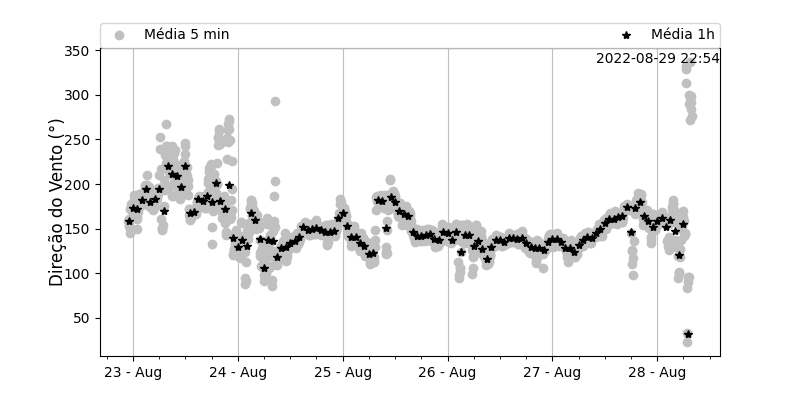 Média 5 min
Média 1h
2022-08-29 22:54
Direção do Vento (°)
350
300
250
200
150
100
50
23 - Aug
24 - Aug
25 - Aug
26 - Aug
27 - Aug
28 - Aug